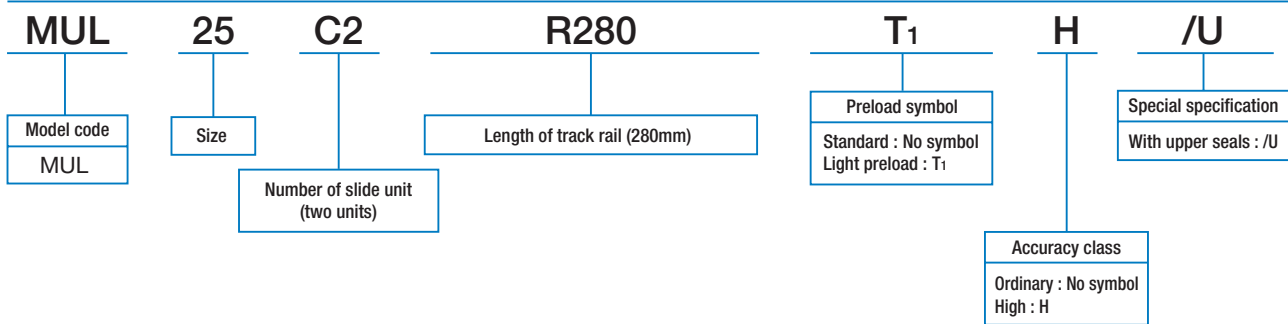 MUL 25 C2 R280 T1 H /U
Model code
MUL
Size
Number of slide unit
(two units)
Length of track rail (280mm)
Preload symbol
Standard : No symbol
Light preload : T1
Accuracy class
Ordinary : No symbol
High : H
Special specification
With upper seals : /U